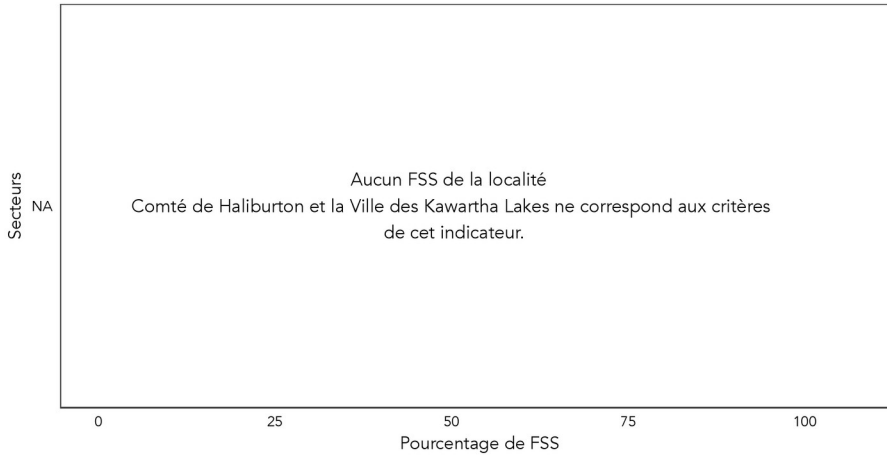 Aucun FSS de la localité
Comté de Haliburton et la Ville des Kawartha Lakes ne correspond aux critères
de cet indicateur.
Secteurs
NA
0 25 50 75 100
Pourcentage de FSS